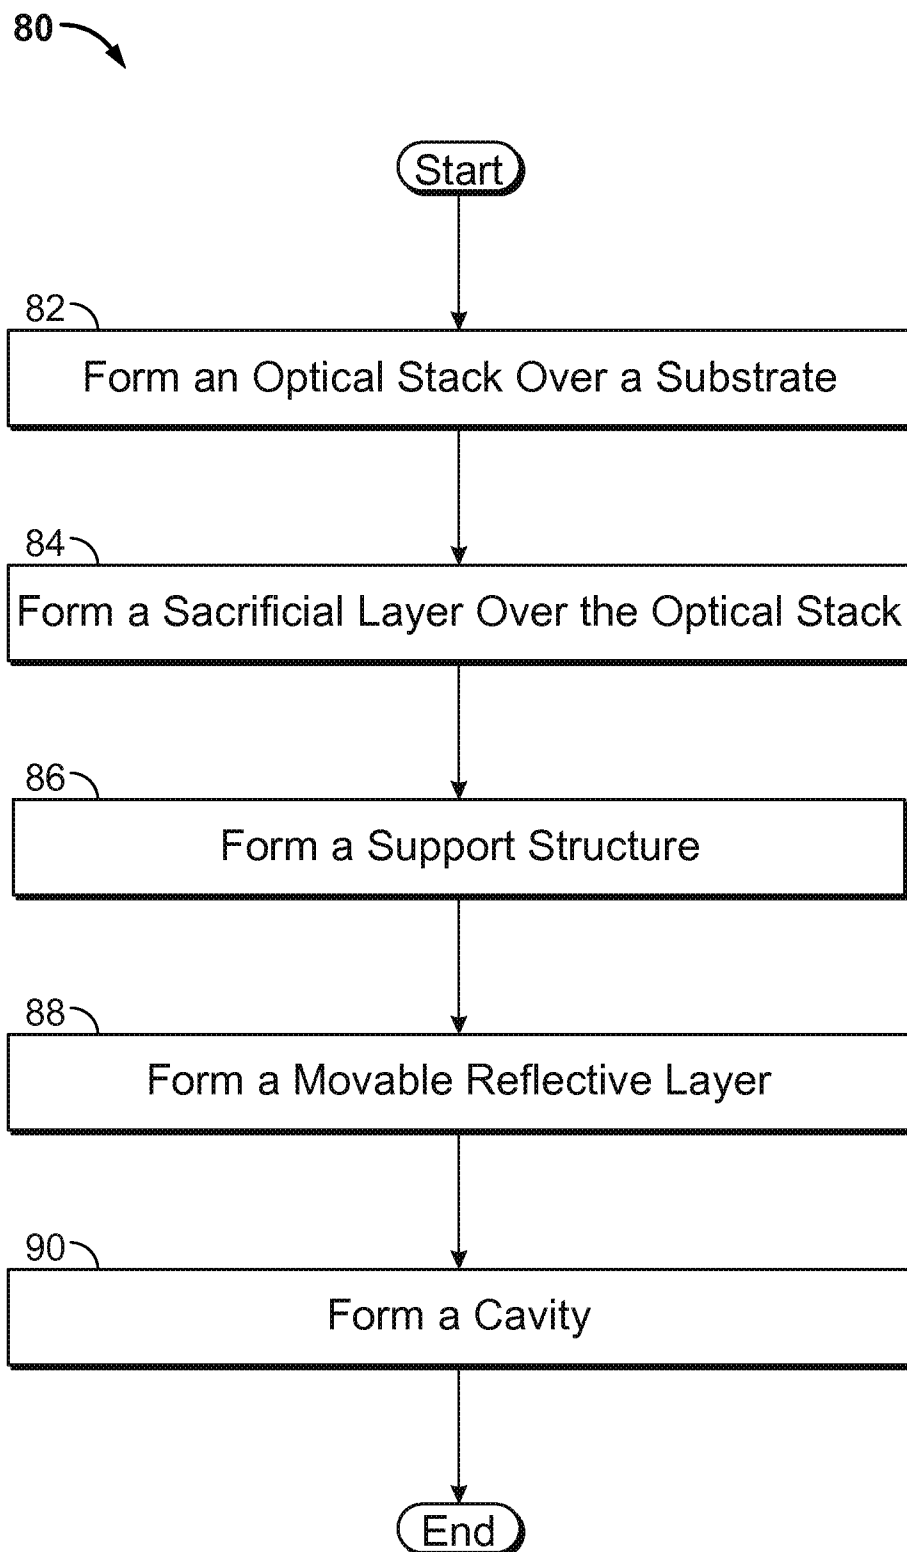 80
Start
82
Form an Optical Stack Over a Substrate
84
Form a Sacrificial Layer Over the Optical Stack
86
Form a Support Structure
88
Form a Movable Reflective Layer
90
Form a Cavity
End